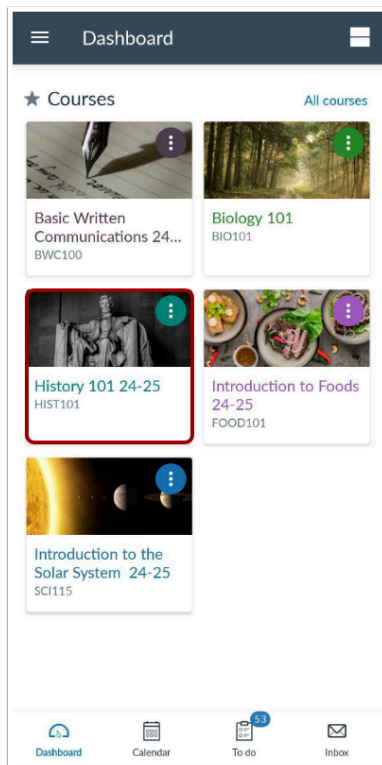 Dashboard
Courses
All courses
Basic Written
Communications 24...
BWC100
Biology 101
BIO101
History 101 24-25
HIST101
Introduction to Foods
24-25
FOOD101
Introduction to the
Solar System 24-25
SCI115
53
Dashboard
Calendar
To do
Inbox